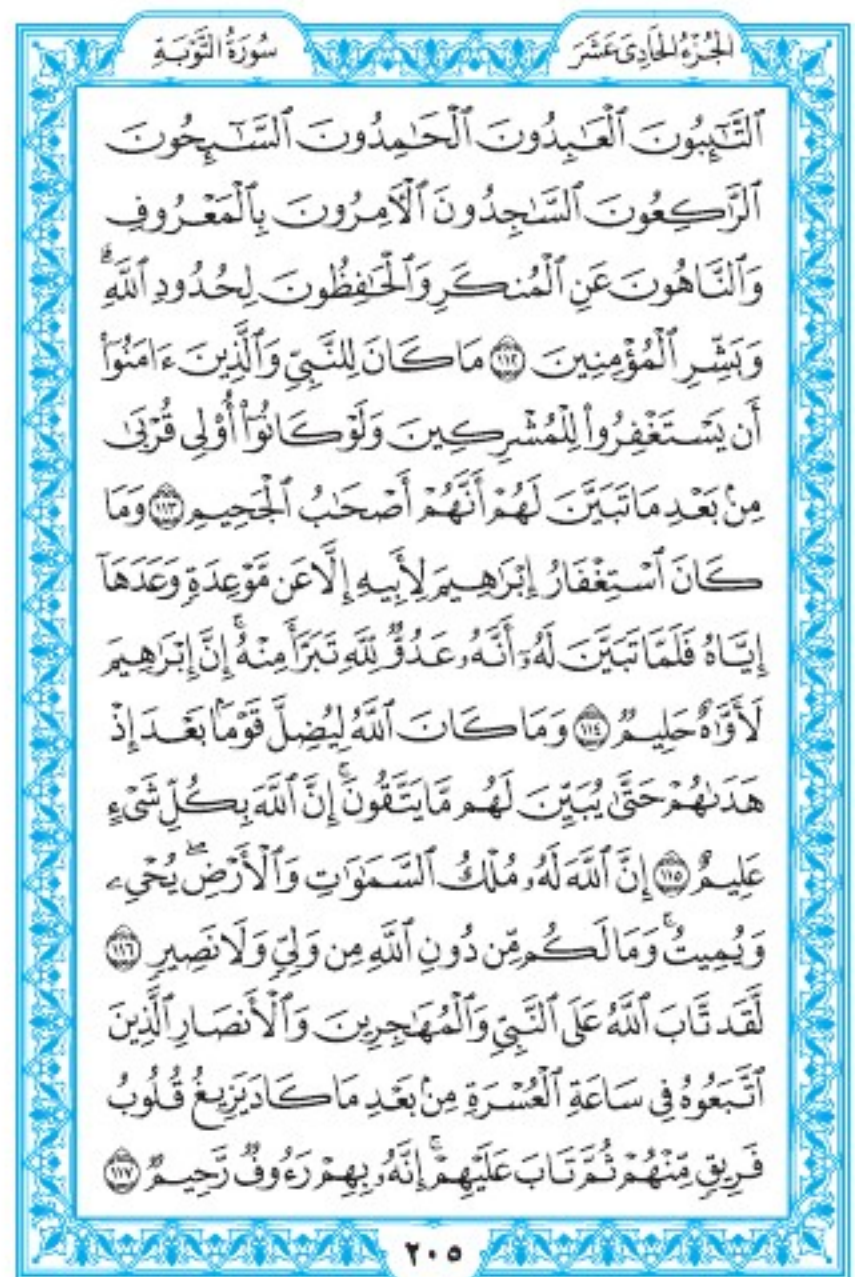 الجُزْءُ الحَادِىَ عَشَرَ
سُورَةُ التَّوْبَةِ
ٱلتَّـٰٓئِبُونَ ٱلْعَـٰبِدُونَ ٱلْحَـٰمِدُونَ ٱلسَّـٰٓئِحُونَ
ٱلرَّٰكِعُونَ ٱلسَّـٰجِدُونَ ٱلْـَٔامِرُونَ بِٱلْمَعْرُوفِ
وَٱلنَّاهُونَ عَنِ ٱلْمُنكَرِ وَٱلْحَـٰفِظُونَ لِحُدُودِ ٱللَّهِ ۗ
وَبَشِّرِ ٱلْمُؤْمِنِينَ ١١٢ مَا كَانَ لِلنَّبِىِّ وَٱلَّذِينَ ءَامَنُوٓا۟
أَن يَسْتَغْفِرُوا۟ لِلْمُشْرِكِينَ وَلَوْ كَانُوٓا۟ أُو۟لِى قُرْبَىٰ
مِنۢ بَعْدِ مَا تَبَيَّنَ لَهُمْ أَنَّهُمْ أَصْحَـٰبُ ٱلْجَحِيمِ ١١٣ وَمَا
كَانَ ٱسْتِغْفَارُ إِبْرَٰهِيمَ لِأَبِيهِ إِلَّا عَن مَّوْعِدَةٍ وَعَدَهَآ
إِيَّاهُ فَلَمَّا تَبَيَّنَ لَهُۥٓ أَنَّهُۥ عَدُوٌّ لِّلَّهِ تَبَرَّأَ مِنْهُ ۚ إِنَّ إِبْرَٰهِيمَ
لَأَوَّٰهٌ حَلِيمٌ ١١٤ وَمَا كَانَ ٱللَّهُ لِيُضِلَّ قَوْمًۢا بَعْدَ إِذْ
هَدَىٰهُمْ حَتَّىٰ يُبَيِّنَ لَهُم مَّا يَتَّقُونَ ۚ إِنَّ ٱللَّهَ بِكُلِّ شَىْءٍ
عَلِيمٌ ١١٥ إِنَّ ٱللَّهَ لَهُۥ مُلْكُ ٱلسَّمَـٰوَٰتِ وَٱلْأَرْضِ ۖ يُحْىِۦ
وَيُمِيتُ ۚ وَمَا لَكُم مِّن دُونِ ٱللَّهِ مِن وَلِىٍّ وَلَا نَصِيرٍ ١١٦
لَّقَد تَّابَ ٱللَّهُ عَلَى ٱلنَّبِىِّ وَٱلْمُهَـٰجِرِينَ وَٱلْأَنصَارِ ٱلَّذِينَ
ٱتَّبَعُوهُ فِى سَاعَةِ ٱلْعُسْرَةِ مِنۢ بَعْدِ مَا كَادَ يَزِيغُ قُلُوبُ
فَرِيقٍ مِّنْهُمْ ثُمَّ تَابَ عَلَيْهِمْ ۚ إِنَّهُۥ بِهِمْ رَءُوفٌ رَّحِيمٌ ١١٧
٢٠٥